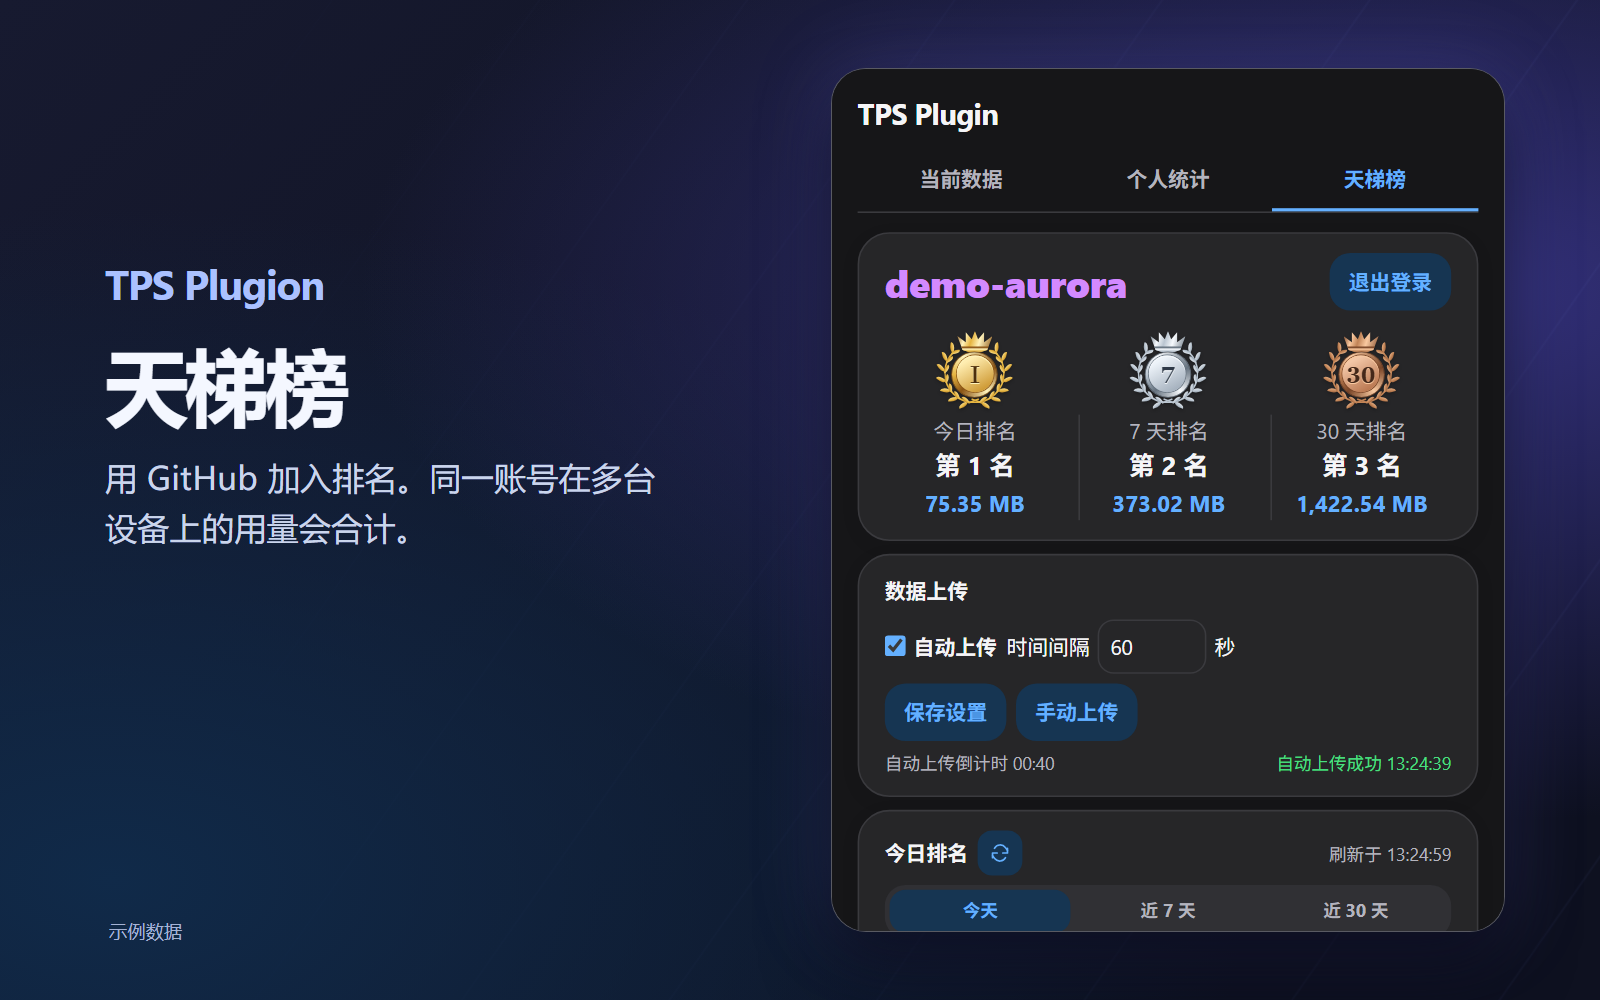 TPS Plugion
天梯榜
用 GitHub 加入排名。同一账号在多台
设备上的用量会合计。
示例数据
TPS Plugin
当前数据 个人统计 天梯榜
demo-aurora 退出登录
I 7 30
今日排名 7 天排名 30 天排名
第 1 名 第 2 名 第 3 名
75.35 MB 373.02 MB 1,422.54 MB
数据上传
自动上传 时间间隔 60 秒
保存设置 手动上传
自动上传倒计时 00:40 自动上传成功 13:24:39
今日排名 刷新于 13:24:59
今天 近 7 天 近 30 天